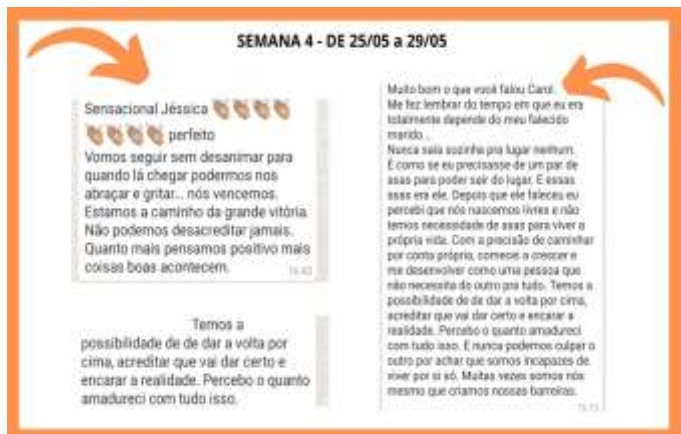 SEMANA 4 - DE 25/05 a 29/05
Sensacional Jéssica 👏🏼👏🏼👏🏼👏🏼
👏🏼👏🏼👏🏼👏🏼 perfeito
Vomos seguir sem desanimar para
quando lá chegar podermos nos
abraçar e gritar... nós vencemos.
Estamos a caminho da grande vitória.
Não podemos desacreditar jamais.
Quanto mais pensamos positivo mais
coisas boas acontecem.
Temos a
possibilidade de de dar a volta por
cima, acreditar que vai dar certo e
encarar a realidade. Percebo o quanto
amadureci com tudo isso.
Muito bom o que você falou Carol.
Me fez lembrar do tempo em que eu era
totalmente depende do meu falecido
marido...
Nunca saia sozinha pra lugar nenhum.
É como se eu precisasse de um par de
asas para poder sair do lugar. E essas
asas era ele. Depois que ele faleceu eu
percebi que nós nascemos livres e não
temos necessidade de asas para viver a
própria vida. Com a precisão de caminhar
por conta própria, comecei a crescer e
me desenvolver como uma pessoa que
não necessita do outro pra tudo. Temos a
possibilidade de de dar a volta por cima,
acreditar que vai dar certo e encarar a
realidade. Percebo o quanto amadureci
com tudo isso. E nunca podemos culpar o
outro por achar que somos incapazes de
viver por si só. Muitas vezes somos nós
mesmo que criamos nossas barreiras.